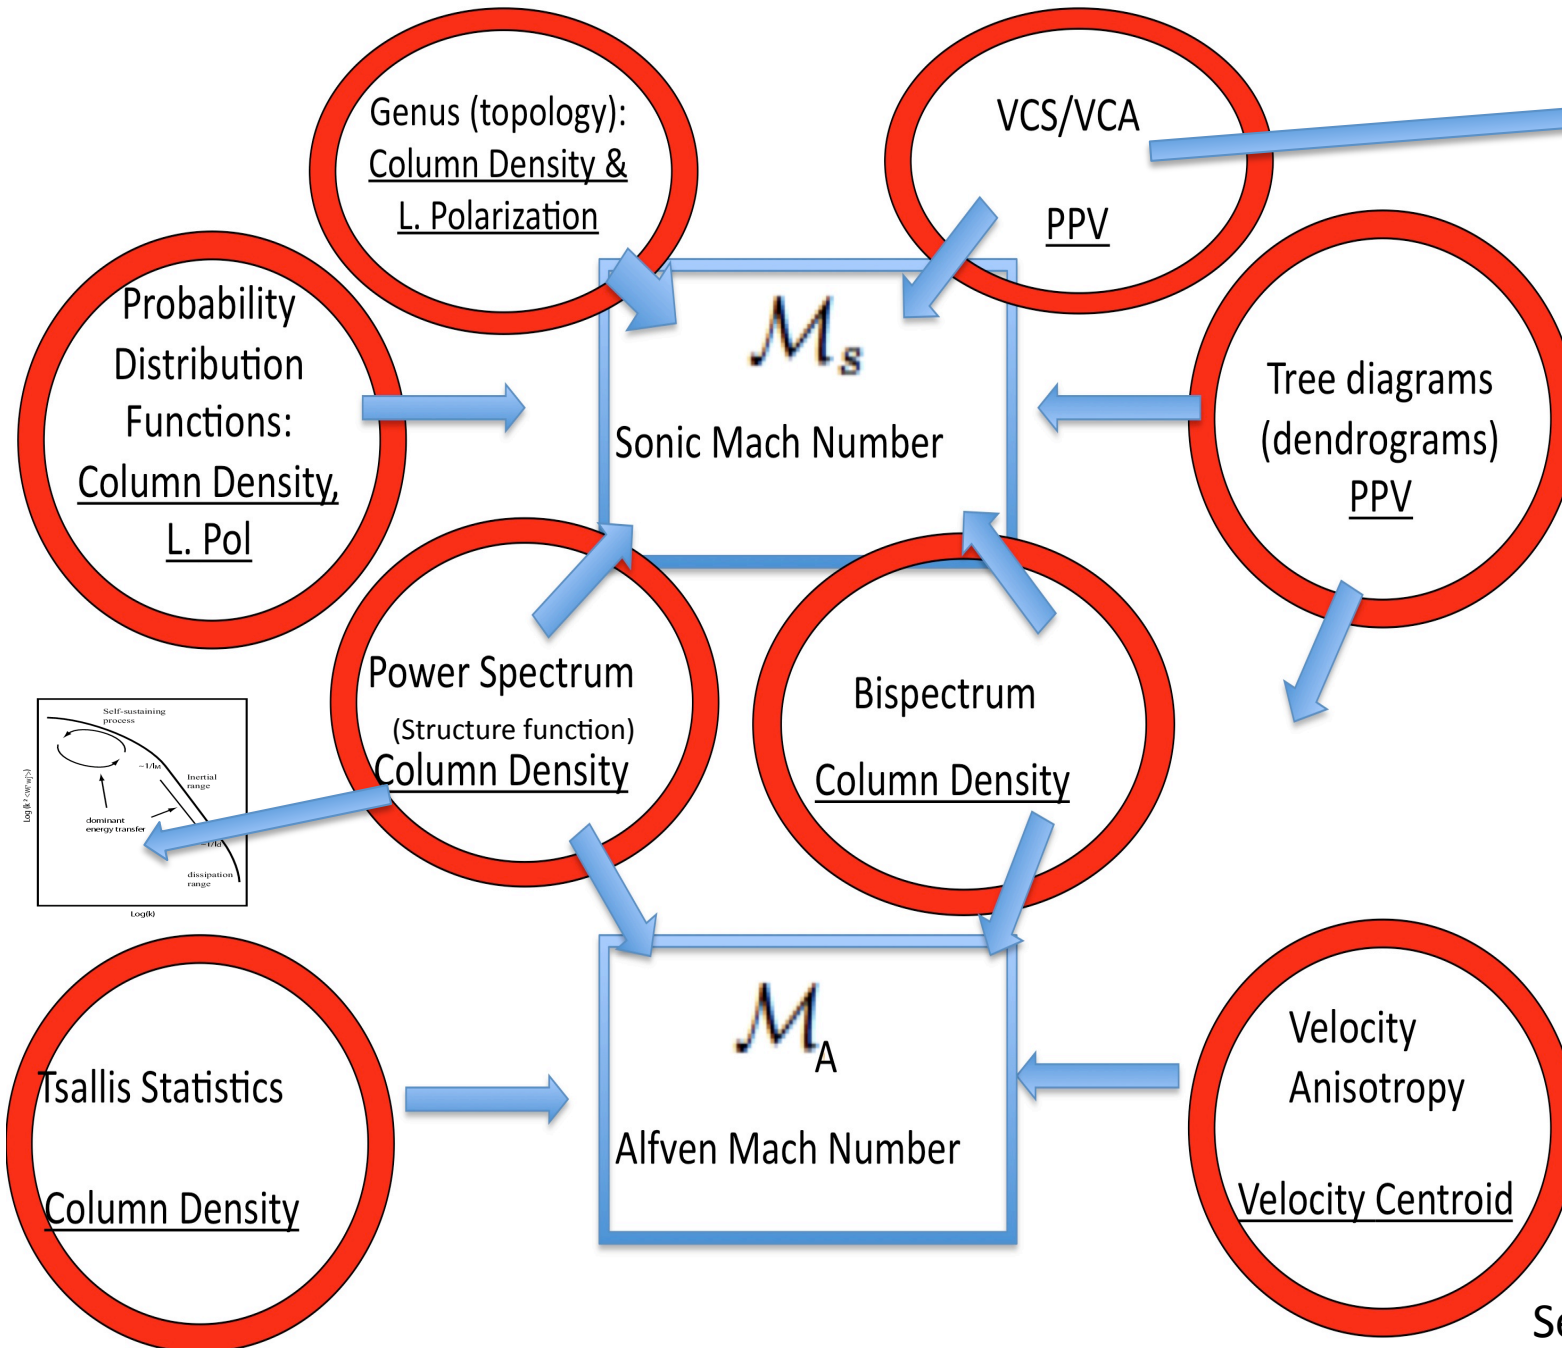 Genus (topology):
Column Density &
L. Polarization
VCS/VCA
PPV
Probability
Distribution
Functions:
Column Density,
L. Pol
ℳs
Sonic Mach Number
Tree diagrams
(dendrograms)
PPV
Power Spectrum
(Structure function)
Column Density
Bispectrum
Column Density
Self-sustaining
process
Inertial
range
dominant
energy transfer
dissipation
range
Log(k)
ℳA
Alfven Mach Number
Tsallis Statistics
Column Density
Velocity
Anisotropy
Velocity Centroid